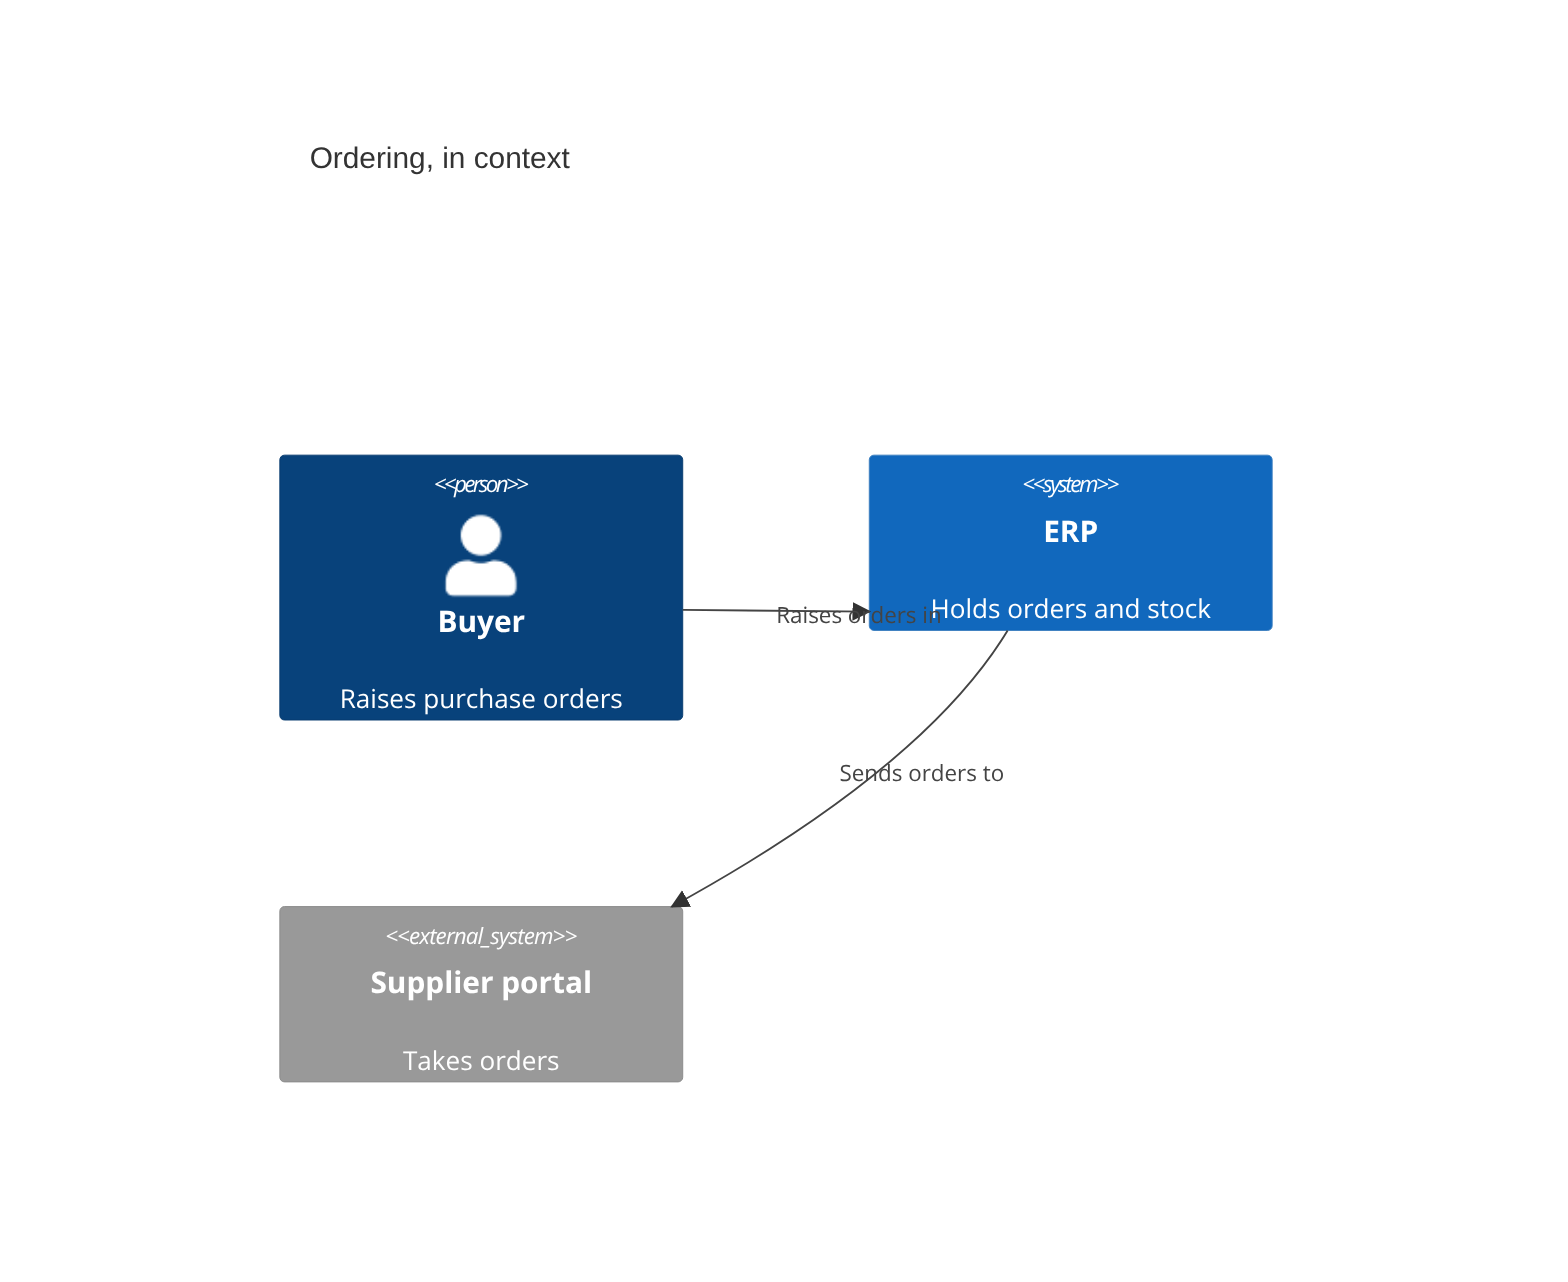 Ordering, in context
<<person>>
Buyer
Raises purchase orders
<<system>>
ERP
Holds orders and stock
Raises orders in
Sends orders to
<<external_system>>
Supplier portal
Takes orders